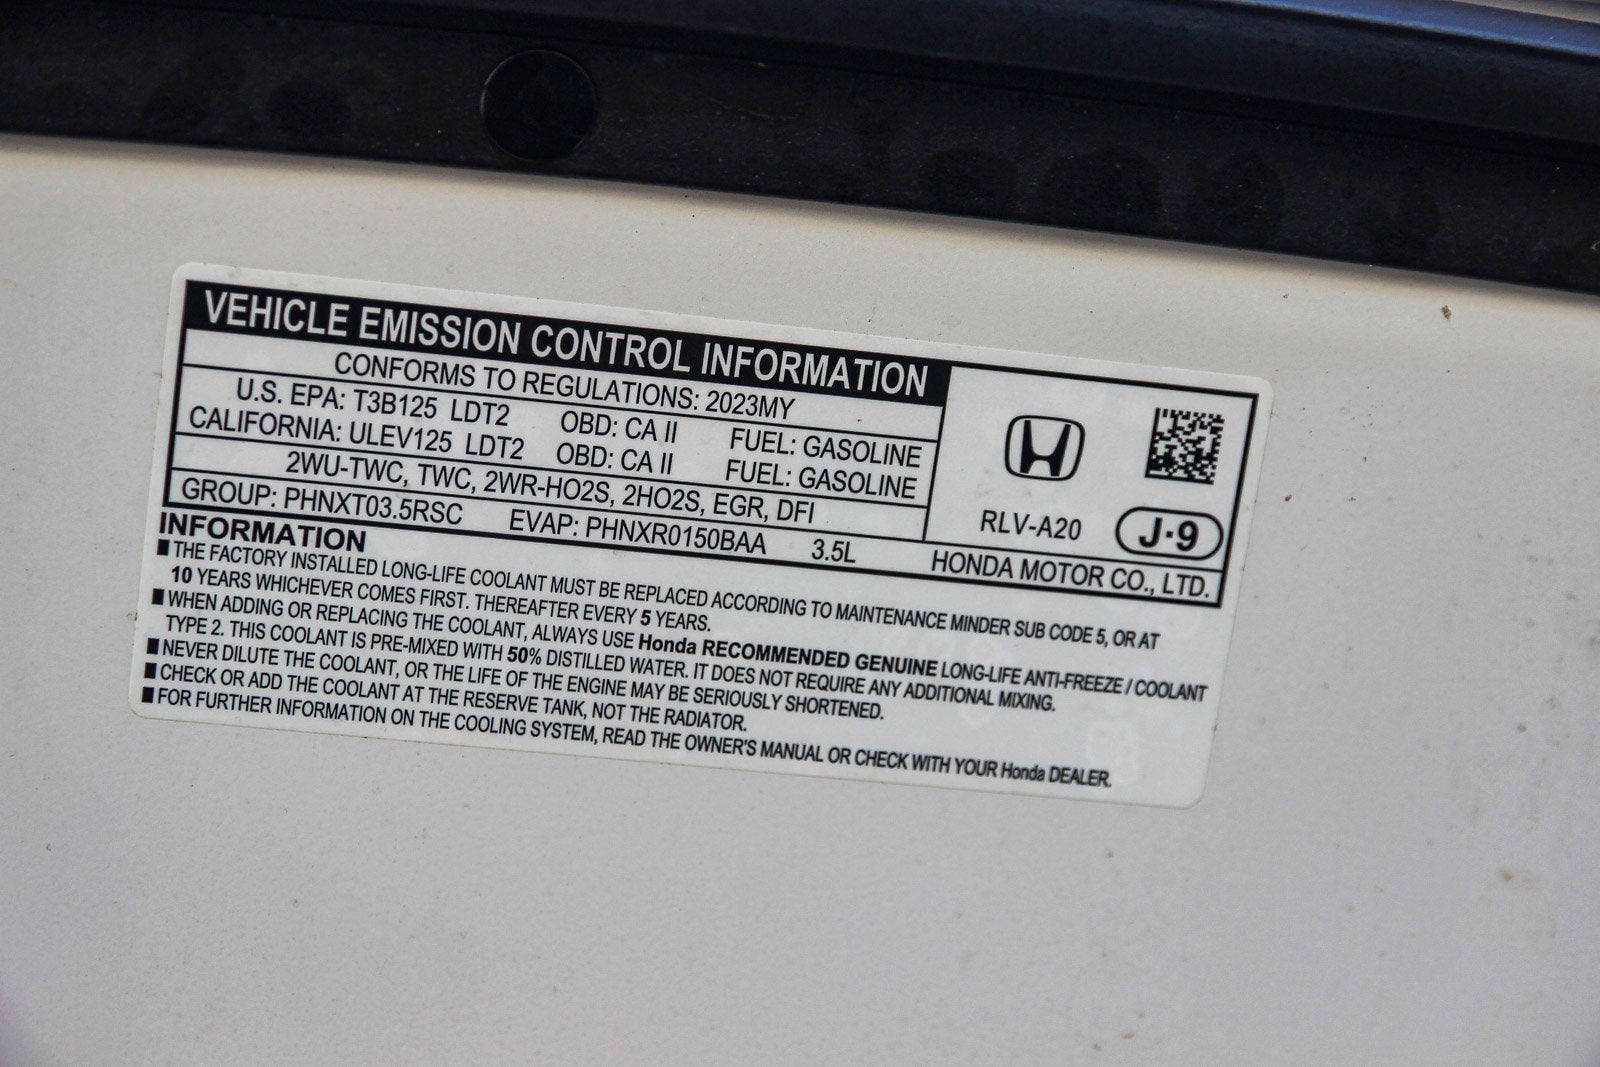 VEHICLE EMISSION CONTROL INFORMATION
CONFORMS TO REGULATIONS: 2023MY
U.S. EPA: T3B125 LDT2 OBD: CA II FUEL: GASOLINE
CALIFORNIA: ULEV125 LDT2 OBD: CA II FUEL: GASOLINE
2WU-TWC, TWC, 2WR-HO2S, 2HO2S, EGR, DFI
GROUP: PHNXT03.5RSC EVAP: PHNXR0150BAA 3.5L
RLV-A20 J-9
HONDA MOTOR CO., LTD.
INFORMATION
■ THE FACTORY INSTALLED LONG-LIFE COOLANT MUST BE REPLACED ACCORDING TO MAINTENANCE MINDER SUB CODE 5, OR AT
10 YEARS WHICHEVER COMES FIRST. THEREAFTER EVERY 5 YEARS.
■ WHEN ADDING OR REPLACING THE COOLANT, ALWAYS USE Honda RECOMMENDED GENUINE LONG-LIFE ANTI-FREEZE / COOLANT
TYPE 2. THIS COOLANT IS PRE-MIXED WITH 50% DISTILLED WATER. IT DOES NOT REQUIRE ANY ADDITIONAL MIXING.
■ NEVER DILUTE THE COOLANT, OR THE LIFE OF THE ENGINE MAY BE SERIOUSLY SHORTENED.
■ CHECK OR ADD THE COOLANT AT THE RESERVE TANK, NOT THE RADIATOR.
■ FOR FURTHER INFORMATION ON THE COOLING SYSTEM, READ THE OWNER'S MANUAL OR CHECK WITH YOUR Honda DEALER.